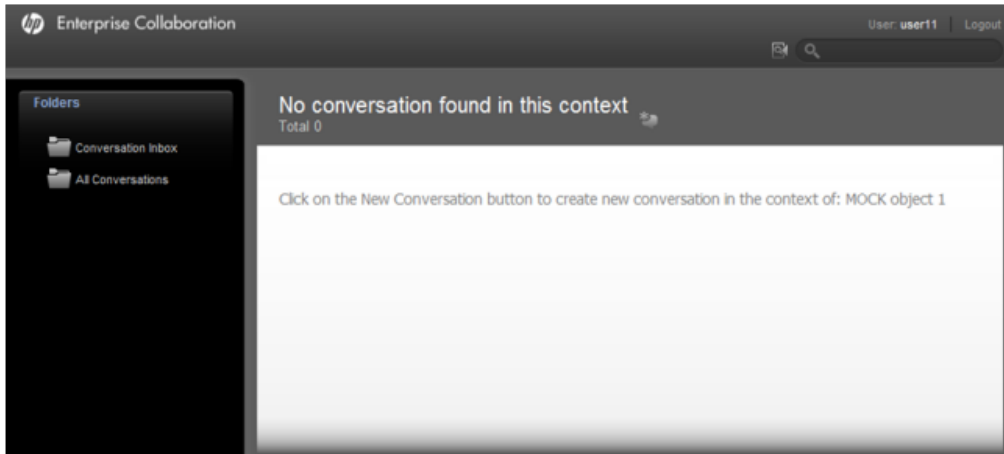 hp Enterprise Collaboration
User: user11 Logout
Folders
Conversation Inbox
All Conversations
No conversation found in this context
Total 0
Click on the New Conversation button to create new conversation in the context of: MOCK object 1